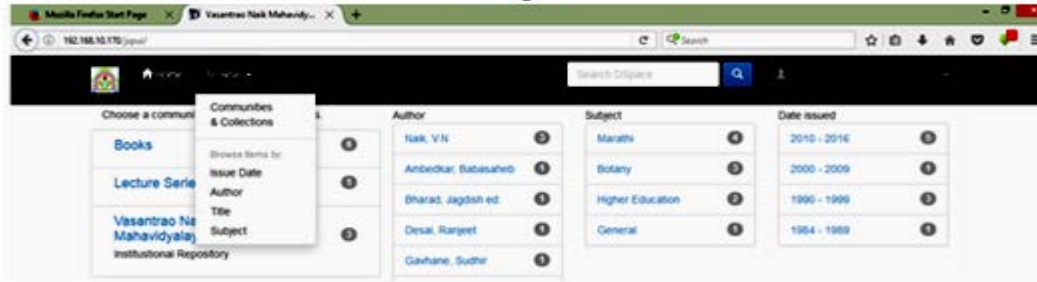 Mozilla Firefox Start Page
Vasantrao Naik Mahavidy...
192.168.10.170/jspui/
Search
Search DSpace
Choose a communi
Communities
& Collections
Browse Items by:
Issue Date
Author
Title
Subject
s.
Books
Lecture Serie
Vasantrao Na
Mahavidyalay
Institustional Repository
Author
Naik, V.N
Ambedkar, Babasaheb
Bharad, Jagdish ed.
Desai, Ranjeet
Gavhane, Sudhir
Subject
Marathi
Botany
Higher Education
General
Date issued
2010 - 2016
2000 - 2009
1990 - 1999
1984 - 1989